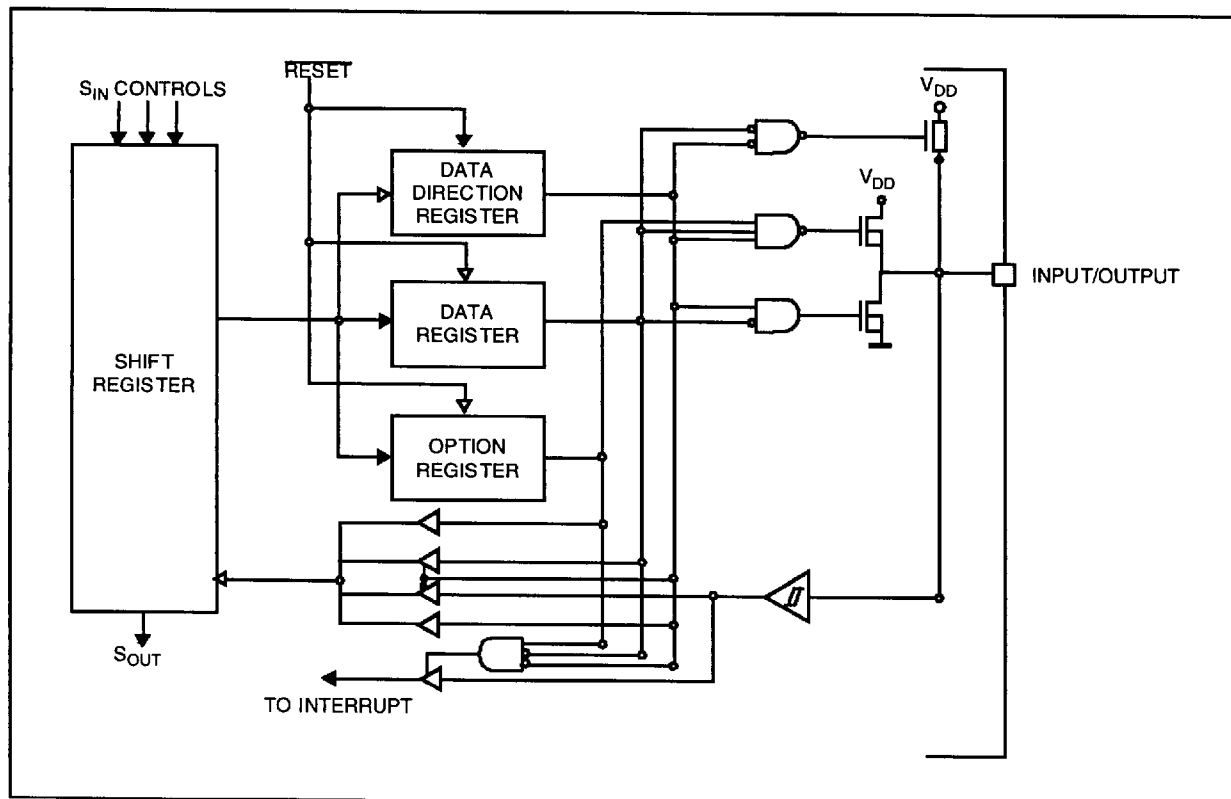 RESET
S_IN CONTROLS
V_DD
DATA
DIRECTION
REGISTER
V_DD
INPUT/OUTPUT
DATA
REGISTER
SHIFT
REGISTER
OPTION
REGISTER
S_OUT
TO INTERRUPT